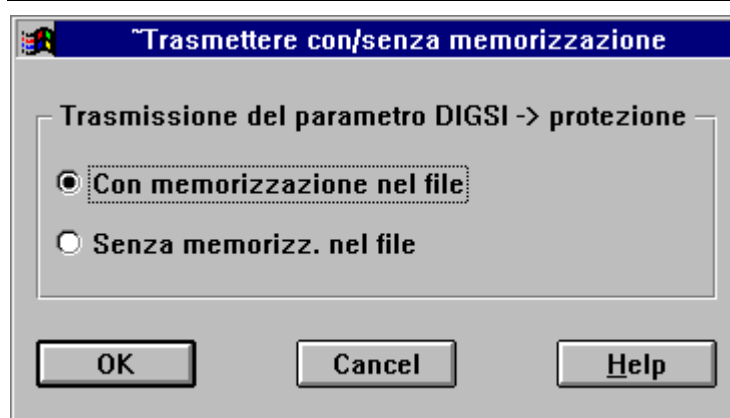 ~Trasmettere con/senza memorizzazione
Trasmissione del parametro DIGSI -> protezione
Con memorizzazione nel file
Senza memorizz. nel file
OK Cancel Help